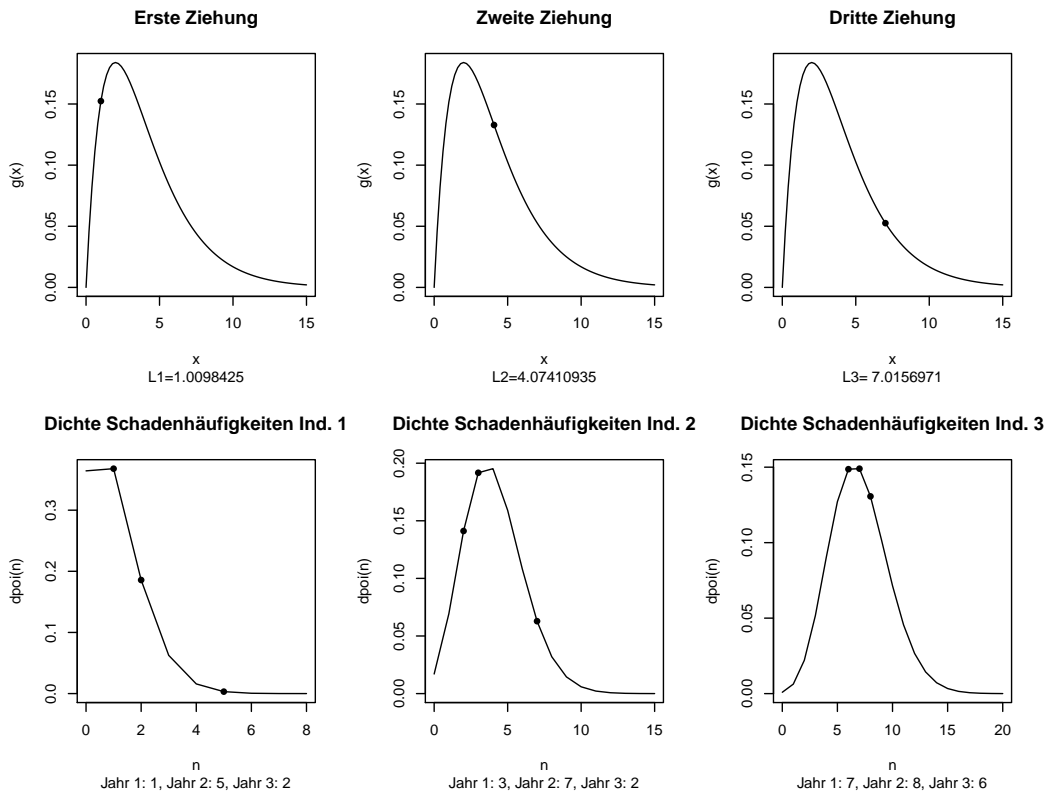 Erste Ziehung
g(x)
0.00 0.05 0.10 0.15
0 5 10 15
x
L1=1.0098425
Zweite Ziehung
g(x)
0.00 0.05 0.10 0.15
0 5 10 15
x
L2=4.07410935
Dritte Ziehung
g(x)
0.00 0.05 0.10 0.15
0 5 10 15
x
L3= 7.0156971
Dichte Schadenhäufigkeiten Ind. 1
dpoi(n)
0.0 0.1 0.2 0.3
0 2 4 6 8
n
Jahr 1: 1, Jahr 2: 5, Jahr 3: 2
Dichte Schadenhäufigkeiten Ind. 2
dpoi(n)
0.00 0.05 0.10 0.15 0.20
0 5 10 15
n
Jahr 1: 3, Jahr 2: 7, Jahr 3: 2
Dichte Schadenhäufigkeiten Ind. 3
dpoi(n)
0.00 0.05 0.10 0.15
0 5 10 15 20
n
Jahr 1: 7, Jahr 2: 8, Jahr 3: 6